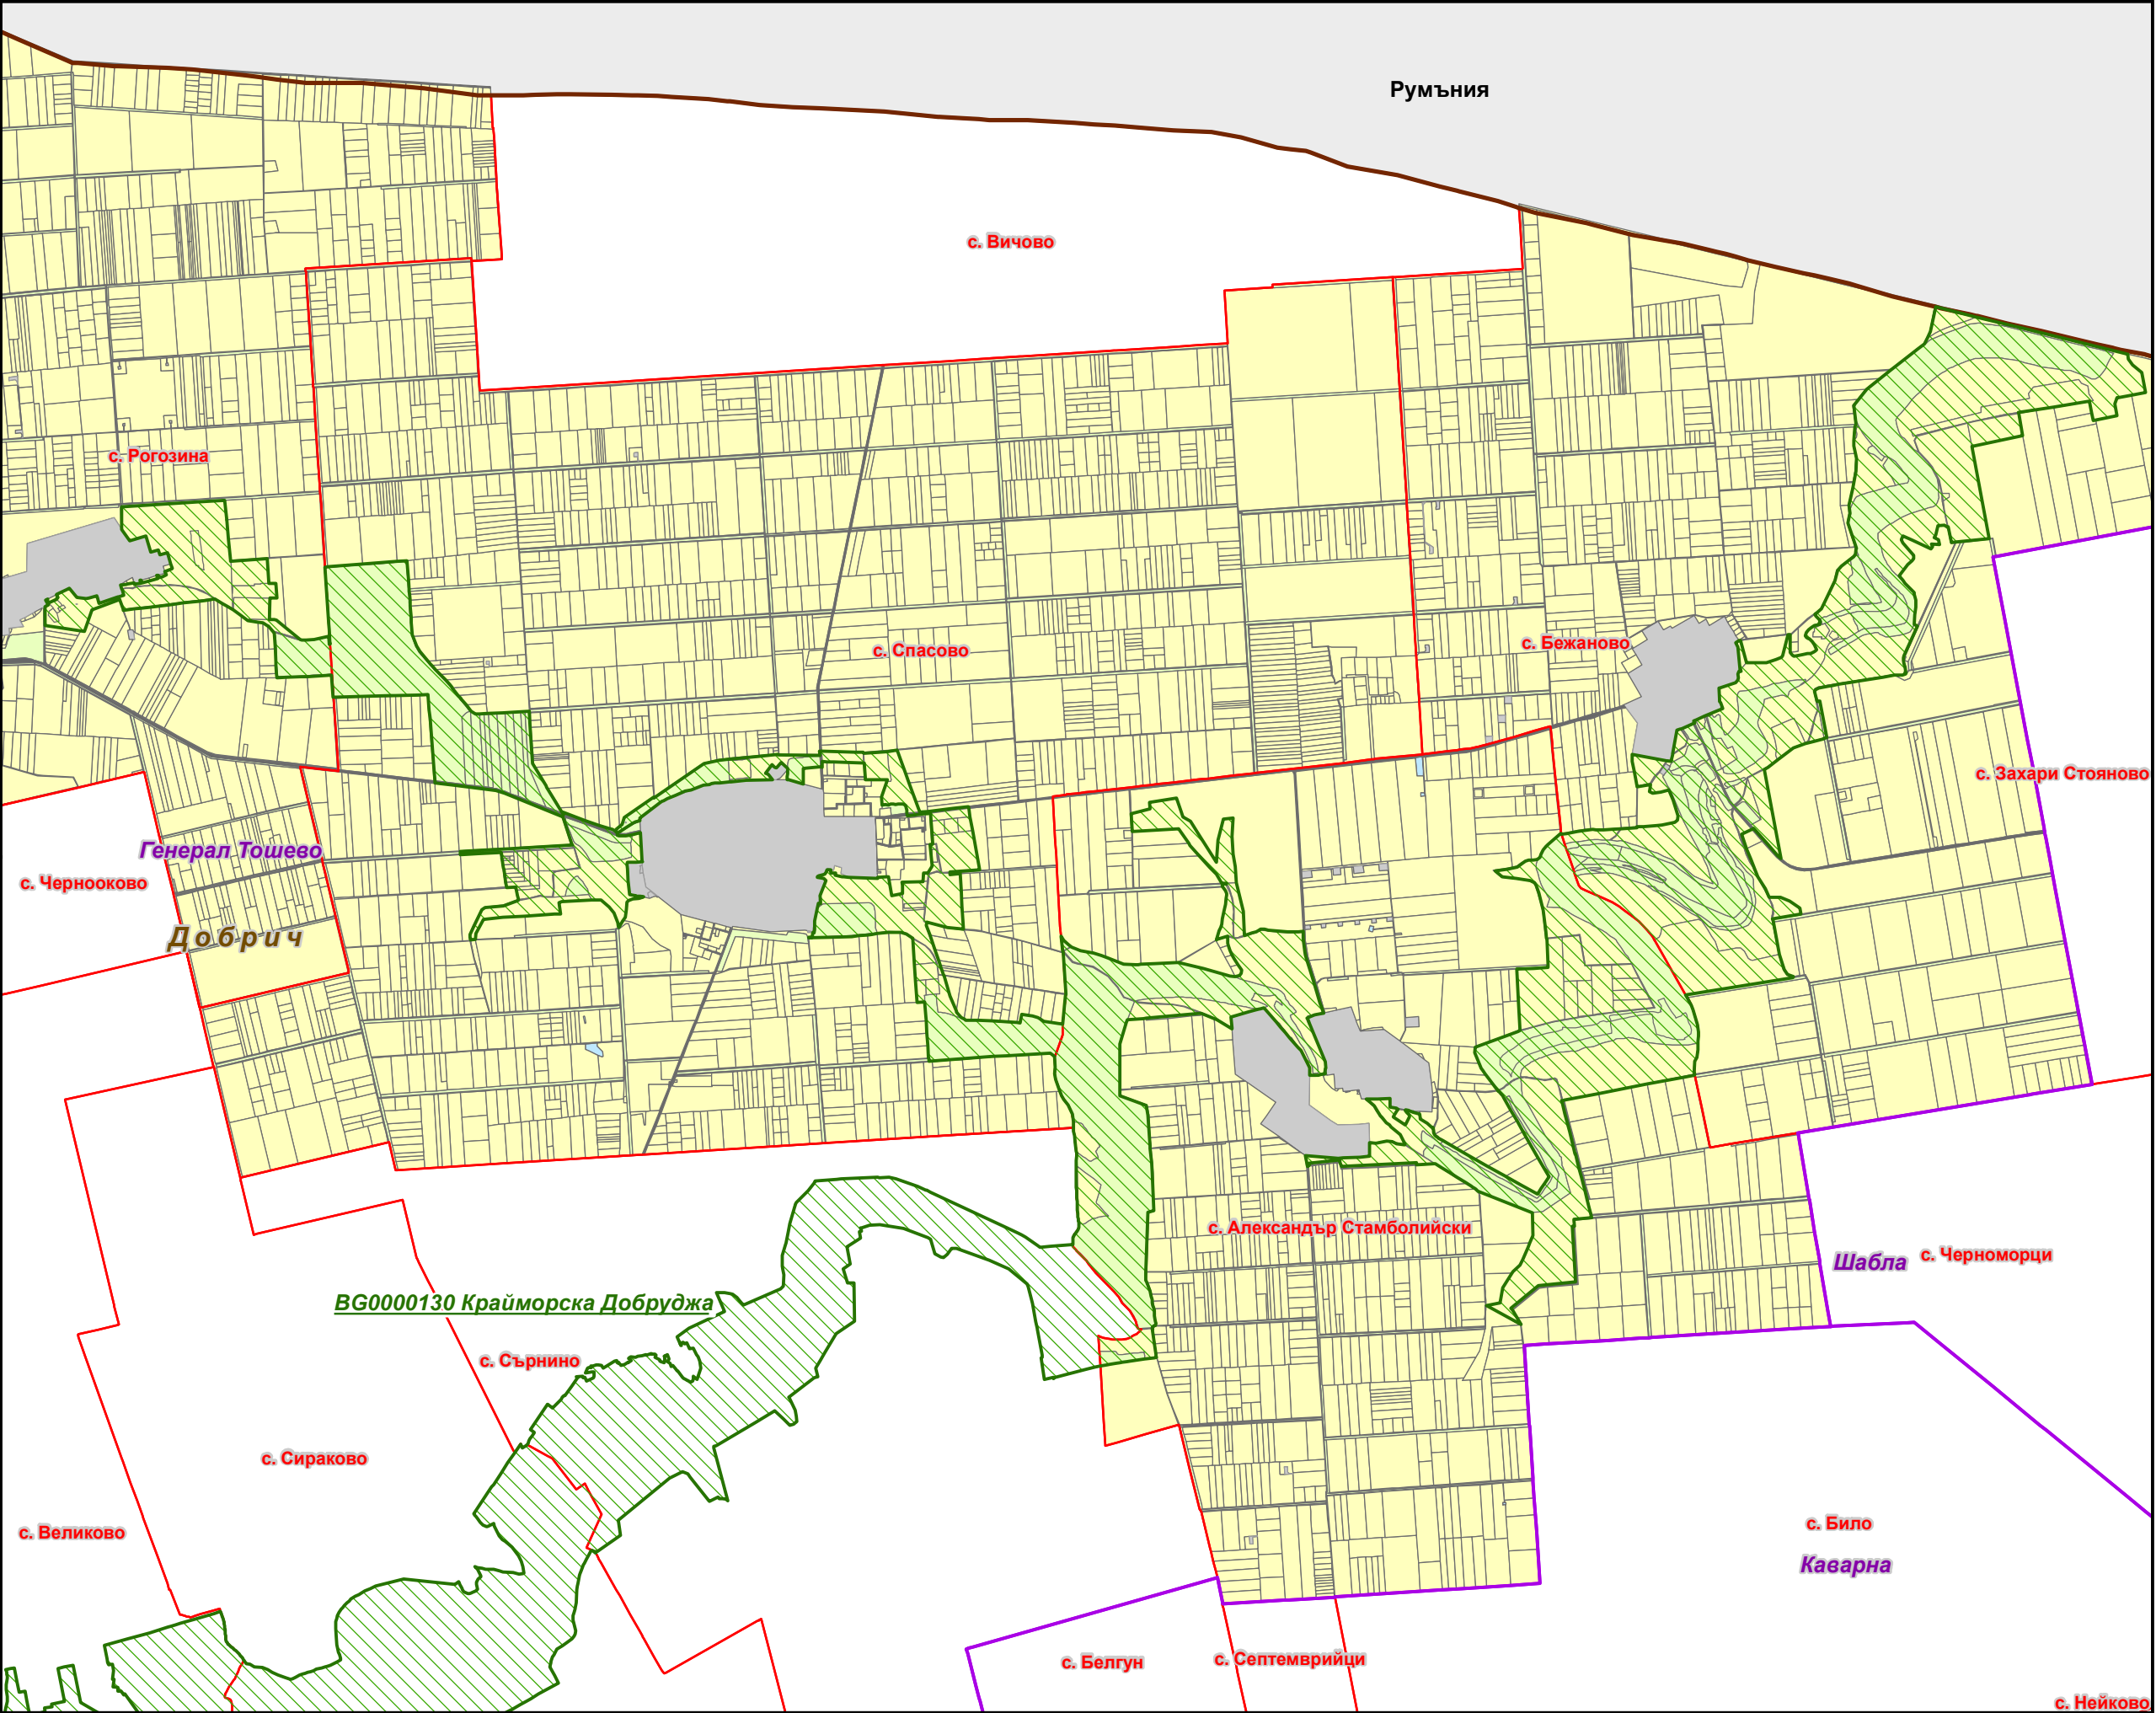 Румъния
с. Вичово
с. Рогозина
с. Спасово
с. Бежаново
с. Захари Стояново
Генерал Тошево
с. Чернооково
Добрич
с. Александър Стамболийски
Шабла
с. Черноморци
BG0000130 Крайморска Добруджа
с. Сърнино
с. Сираково
с. Великово
с. Било
Каварна
с. Белгун
с. Септемврийци
с. Нейково